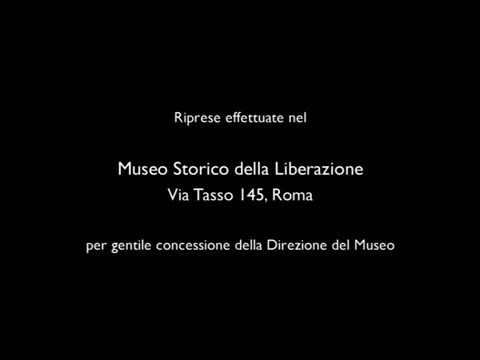 Riprese effettuate nel
Museo Storico della Liberazione
Via Tasso 145, Roma
per gentile concessione della Direzione del Museo